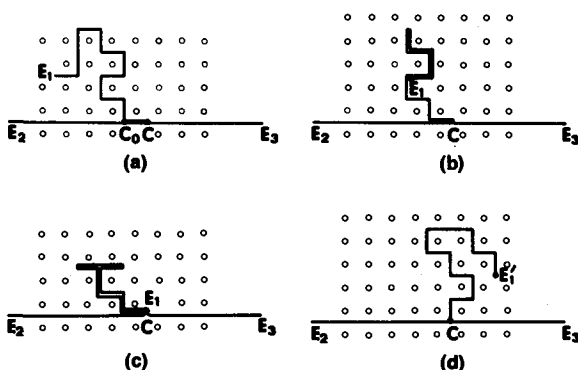 E₁
E₂ C₀ C E₃
(a)
E₁
E₂ C E₃
(b)
E₁
E₂ C E₃
(c)
E₁′
E₂ C E₃
(d)